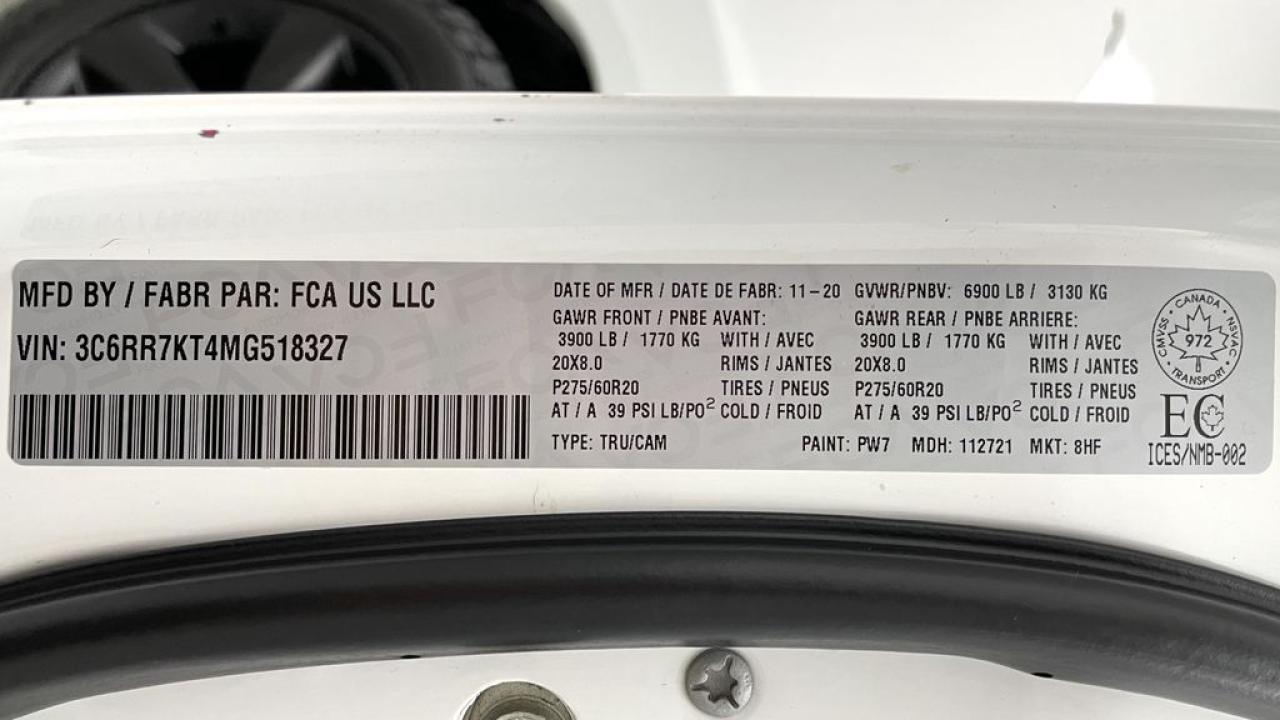 MFD BY / FABR PAR: FCA US LLC
VIN: 3C6RR7KT4MG518327
DATE OF MFR / DATE DE FABR: 11-20 GVWR/PNBV: 6900 LB / 3130 KG
GAWR FRONT / PNBE AVANT: GAWR REAR / PNBE ARRIERE:
3900 LB / 1770 KG WITH / AVEC 3900 LB / 1770 KG WITH / AVEC
20X8.0 RIMS / JANTES 20X8.0 RIMS / JANTES
P275/60R20 TIRES / PNEUS P275/60R20 TIRES / PNEUS
AT / A 39 PSI LB/PO² COLD / FROID AT / A 39 PSI LB/PO² COLD / FROID
TYPE: TRU/CAM PAINT: PW7 MDH: 112721 MKT: 8HF
CANADA
CMVSS 972 NSVAC
TRANSPORT
EC
ICES/NMB-002